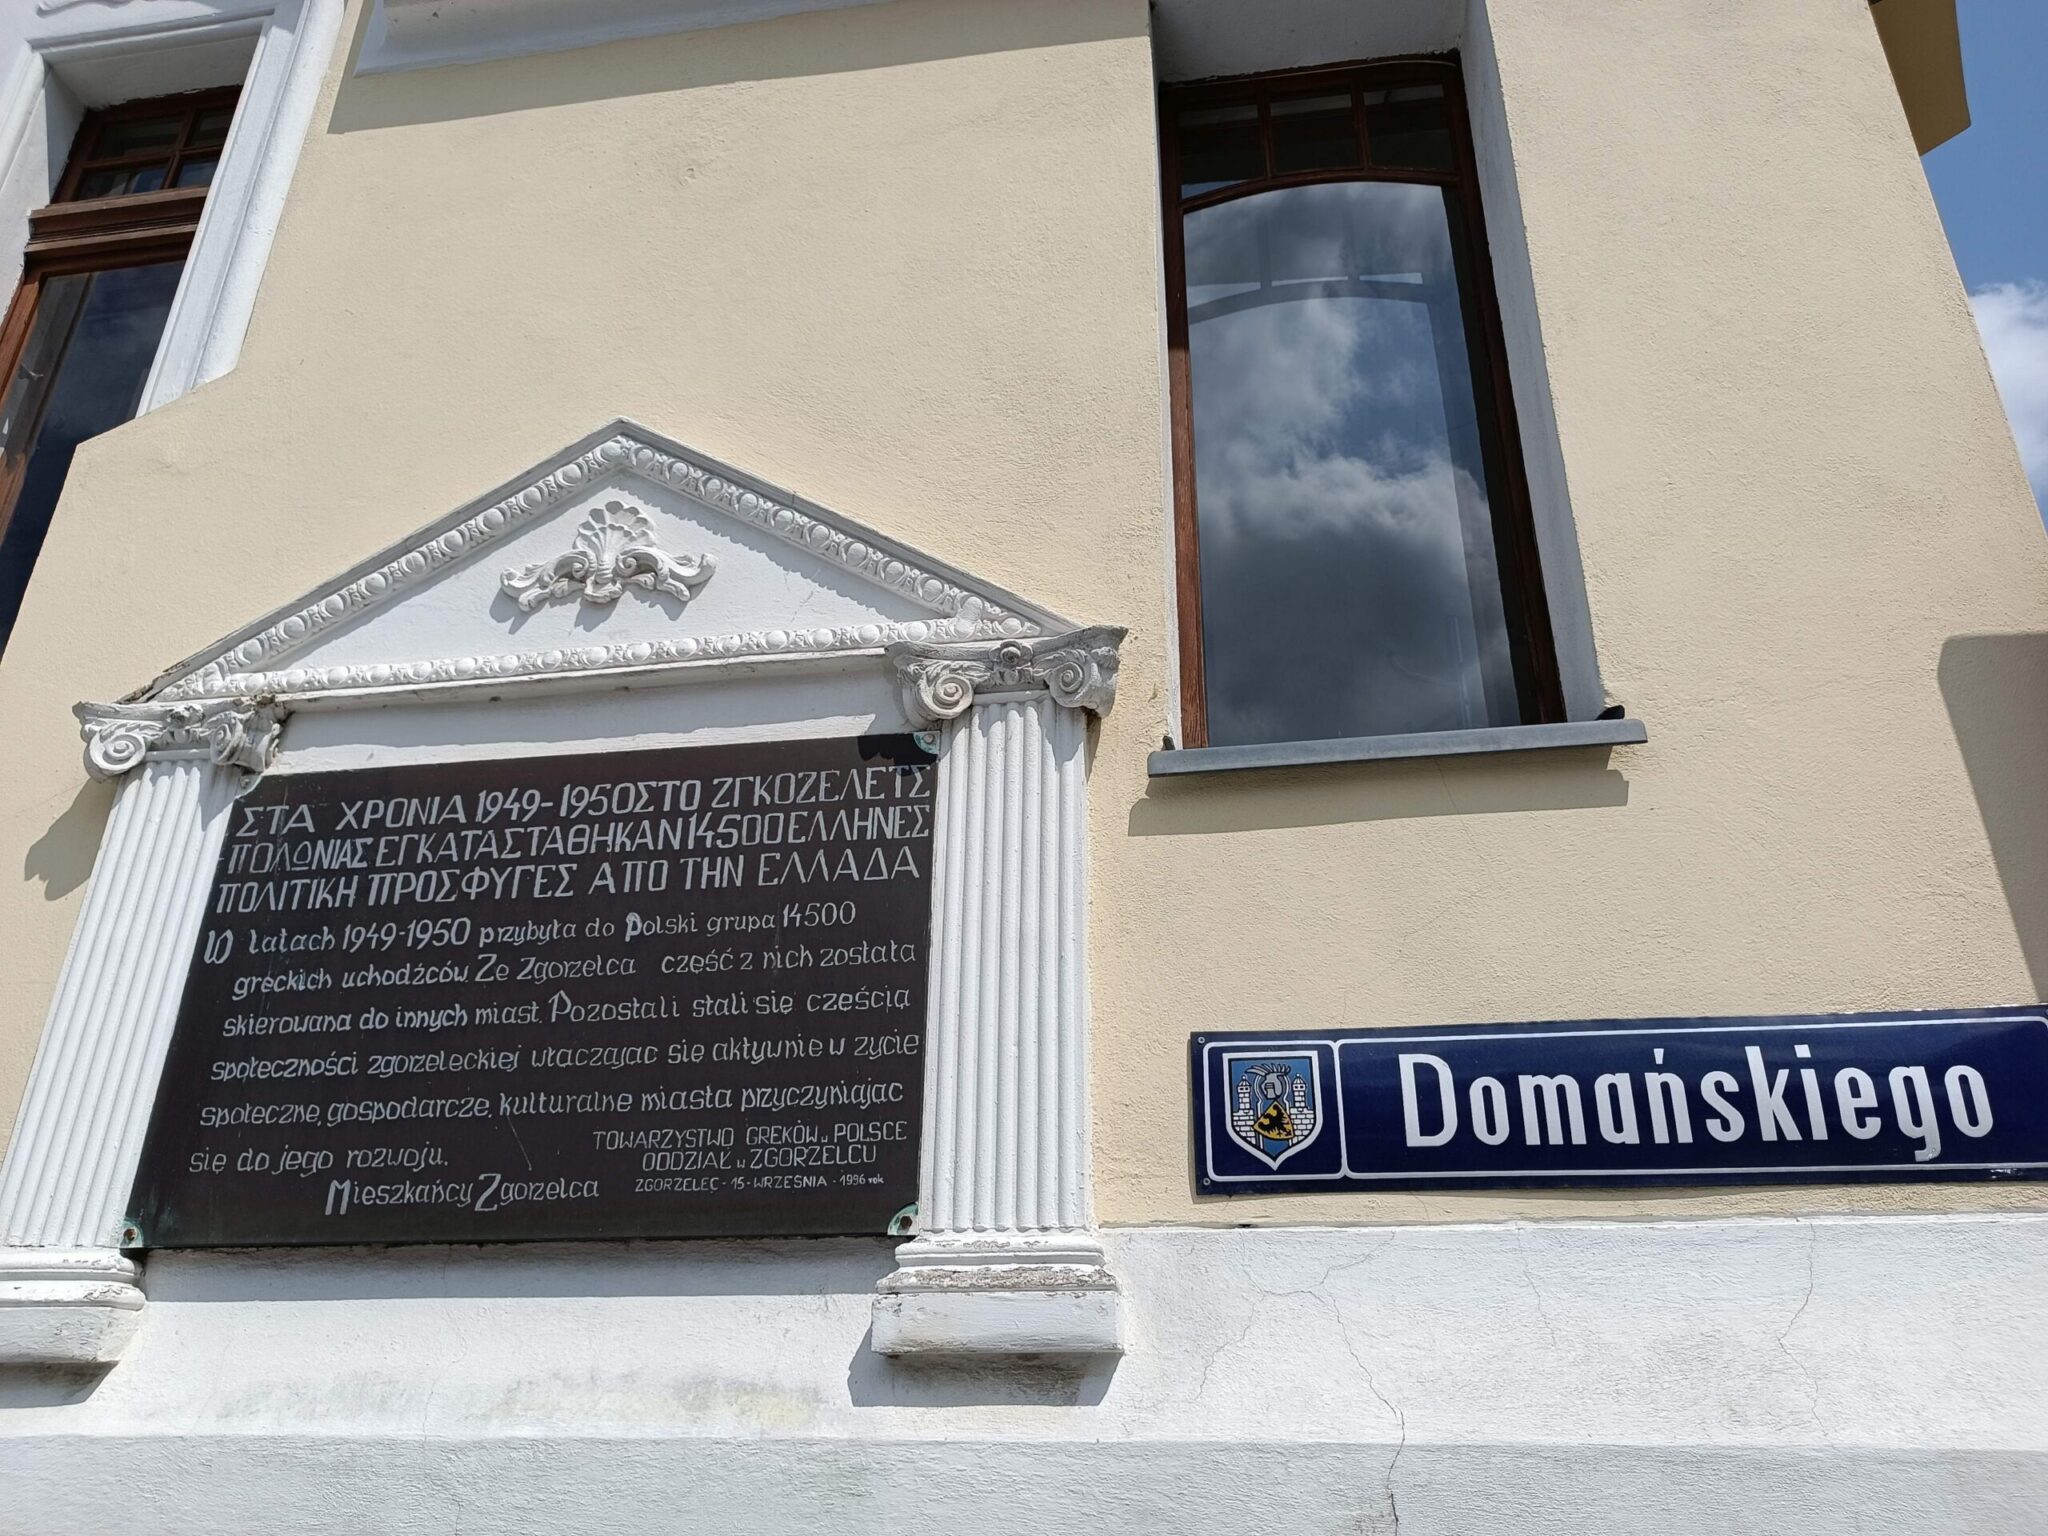 ΣΤΑ ΧΡΟΝΙΑ 1949-1950 ΣΤΟ ΖΓΚΟΖΕΛΕΤΣ
ΠΟΛΩΝΙΑΣ ΕΓΚΑΤΑΣΤΑΘΗΚΑΝ 14500 ΕΛΛΗΝΕΣ
ΠΟΛΙΤΙΚΗ ΠΡΟΣΦΥΓΕΣ ΑΠΟ ΤΗΝ ΕΛΛΑΔΑ
W latach 1949-1950 przybyła do Polski grupa 14500
greckich uchodźców. Ze Zgorzelca część z nich została
skierowana do innych miast. Pozostali stali się częścią
społeczności zgorzeleckiej włączając się aktywnie w życie
społeczne, gospodarcze, kulturalne miasta przyczyniając
się do jego rozwoju.
Mieszkańcy Zgorzelca
TOWARZYSTWO GREKÓW w POLSCE
ODDZIAŁ w ZGORZELCU
ZGORZELEC - 15 - WRZEŚNIA - 1996 rok
Domańskiego